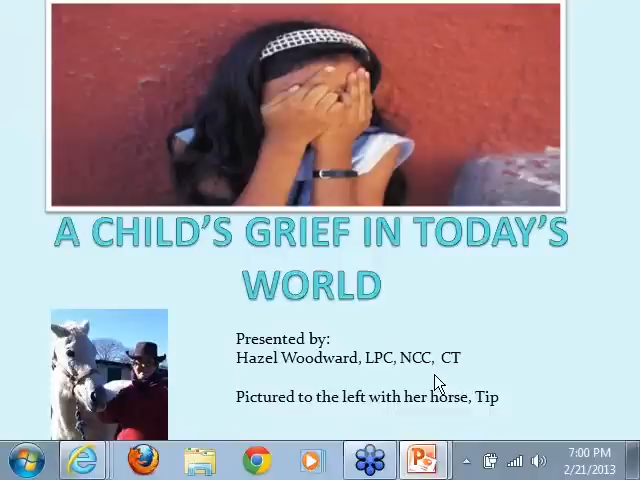 A CHILD'S GRIEF IN TODAY'S
WORLD
Presented by:
Hazel Woodward, LPC, NCC, CT
Pictured to the left with her horse, Tip
7:00 PM
2/21/2013